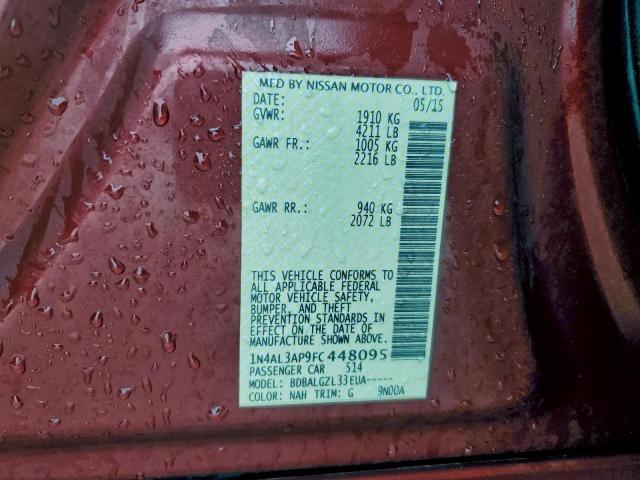 MFD BY NISSAN MOTOR CO., LTD.
DATE: 05/15
GVWR: 1910 KG
4211 LB
GAWR FR.: 1005 KG
2216 LB
GAWR RR.: 940 KG
2072 LB
THIS VEHICLE CONFORMS TO
ALL APPLICABLE FEDERAL
MOTOR VEHICLE SAFETY,
BUMPER, AND THEFT
PREVENTION STANDARDS IN
EFFECT ON THE DATE OF
MANUFACTURE SHOWN ABOVE.
1N4AL3AP9FC448095
PASSENGER CAR 514
MODEL: BDBALGZL33EUA-----
COLOR: NAH TRIM: G 9N00A